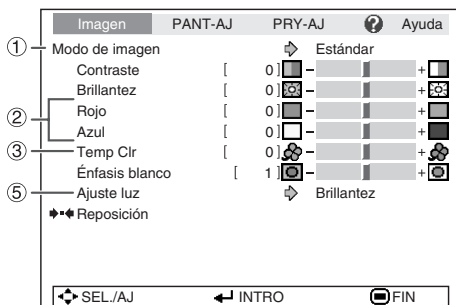 Imagen PANT-AJ PRY-AJ ? Ayuda
① Modo de imagen Estándar
Contraste [ 0 ] − +
Brillantez [ 0 ] − +
② Rojo [ 0 ] − +
Azul [ 0 ] − +
③ Temp Clr [ 0 ] − +
Énfasis blanco [ 1 ] − +
⑤ Ajuste luz Brillantez
Reposición
SEL./AJ INTRO FIN